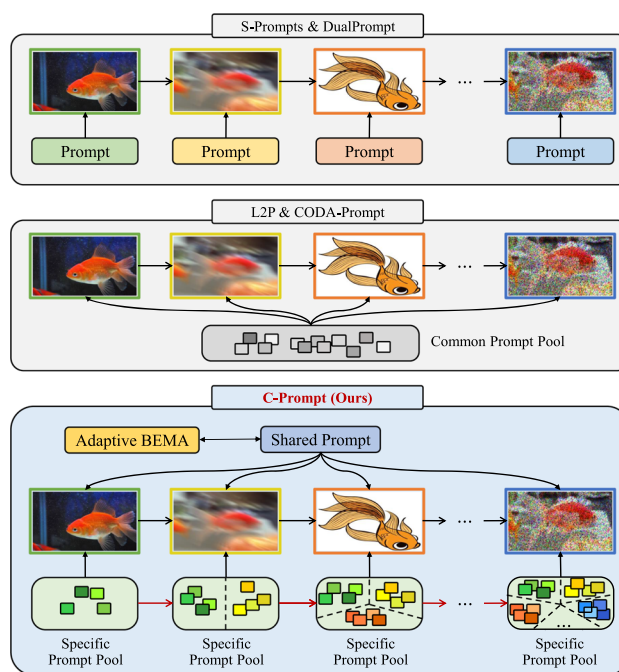 S-Prompts & DualPrompt
...
Prompt Prompt Prompt Prompt
L2P & CODA-Prompt
...
Common Prompt Pool
C-Prompt (Ours)
Adaptive BEMA Shared Prompt
...
...
...
Specific Prompt Pool
Specific Prompt Pool
Specific Prompt Pool
Specific Prompt Pool